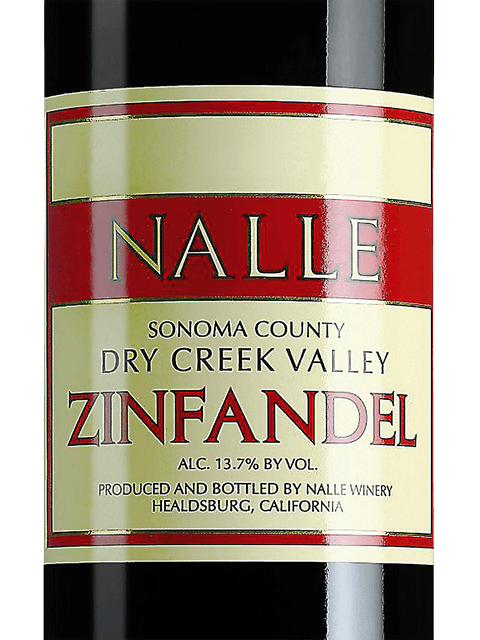 NALLE
SONOMA COUNTY
DRY CREEK VALLEY
ZINFANDEL
ALC. 13.7% BY VOL.
PRODUCED AND BOTTLED BY NALLE WINERY
HEALDSBURG, CALIFORNIA